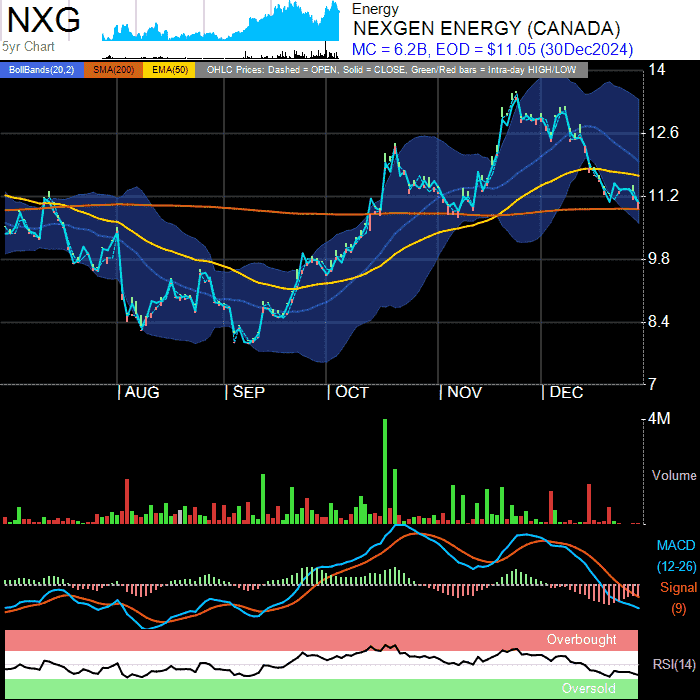 NXG
5yr Chart
Energy
NEXGEN ENERGY (CANADA)
MC = 6.2B, EOD = $11.05 (30Dec2024)
BollBands(20,2) SMA(200) EMA(50) OHLC Prices: Dashed = OPEN, Solid = CLOSE, Green/Red bars = Intra-day HIGH/LOW
14
12.6
11.2
9.8
8.4
7
AUG SEP OCT NOV DEC
4M
Volume
MACD
(12-26)
Signal
(9)
Overbought
RSI(14)
Oversold